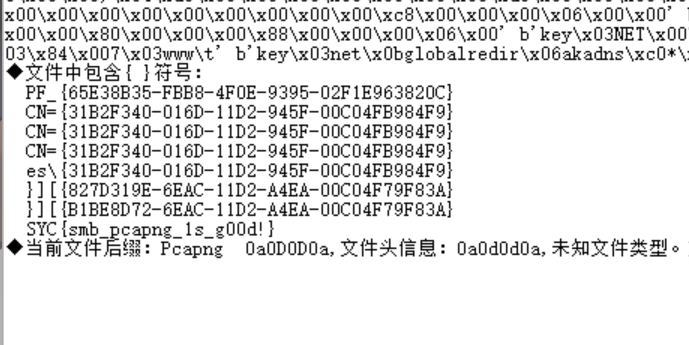 x00\x00\x00\x00\x00\x00\x00\x00\xc8\x00\x00\x00\x06\x00\x00'
x00\x00\x80\x00\x00\x00\x88\x00\x00\x00\x06\x00' b'key\x03NET\x00
03\x84\x007\x03www\t' b'key\x03net\x0bglobalredir\x06akadns\xc0*\
◆文件中包含{ }符号:
PF_{65E38B35-FBB8-4F0E-9395-02F1E963820C}
CN={31B2F340-016D-11D2-945F-00C04FB984F9}
CN={31B2F340-016D-11D2-945F-00C04FB984F9}
CN={31B2F340-016D-11D2-945F-00C04FB984F9}
es\{31B2F340-016D-11D2-945F-00C04FB984F9}
}][{827D319E-6EAC-11D2-A4EA-00C04F79F83A}
}][{B1BE8D72-6EAC-11D2-A4EA-00C04F79F83A}
SYC{smb_pcapng_1s_g00d!}
◆当前文件后缀: Pcapng 0a0D0D0a,文件头信息: 0a0d0d0a,未知文件类型。